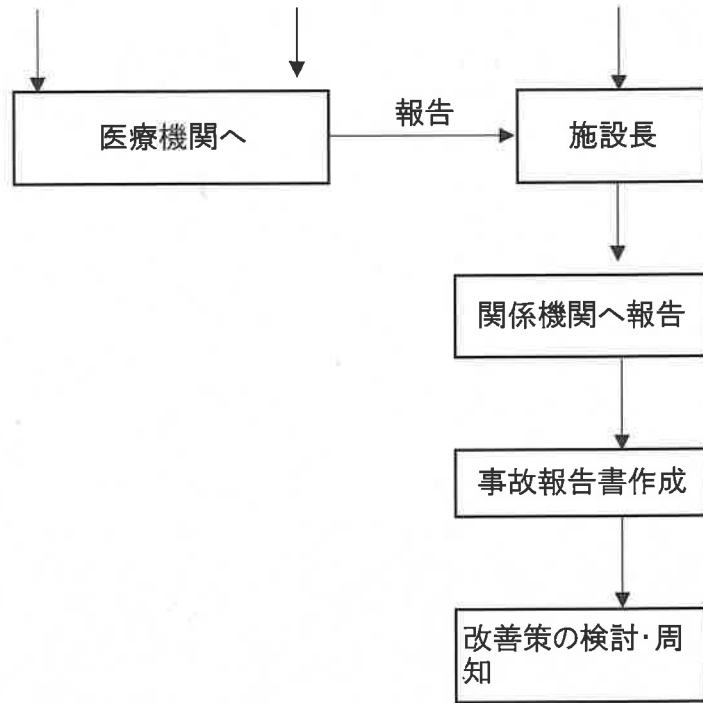 医療機関へ
報告
施設長
関係機関へ報告
事故報告書作成
改善策の検討・周
知